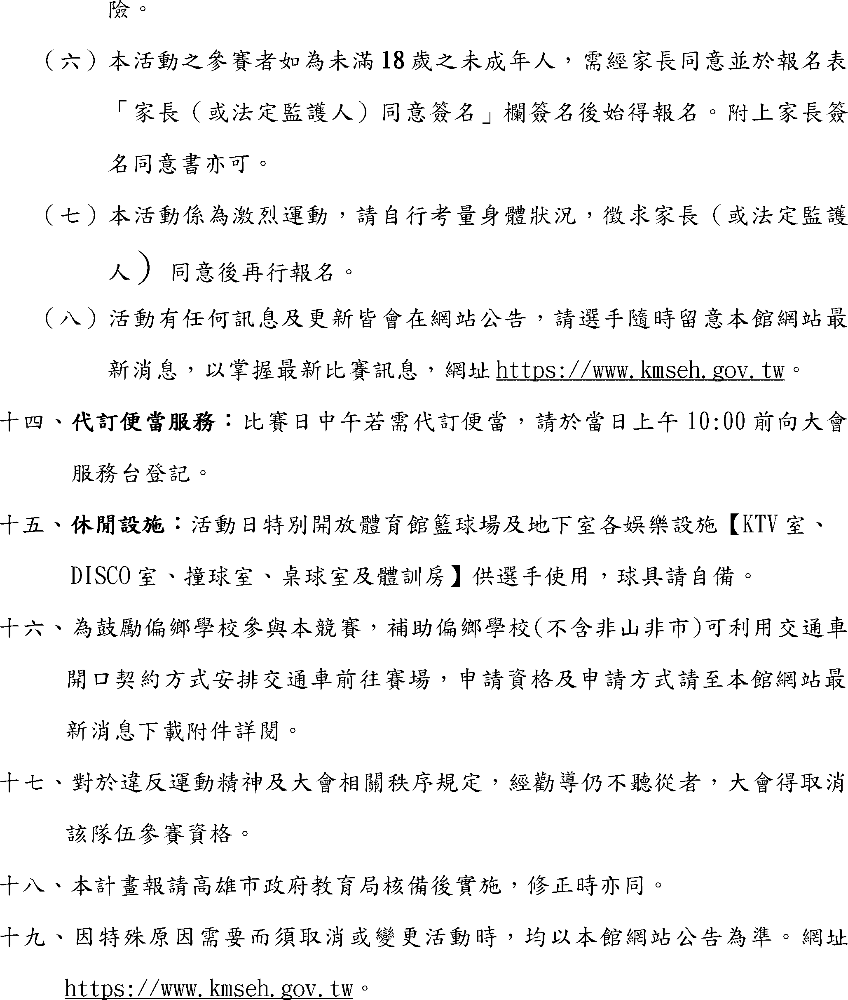 險。
（六）本活動之參賽者如為未滿18歲之未成年人，需經家長同意並於報名表
「家長（或法定監護人）同意簽名」欄簽名後始得報名。附上家長簽
名同意書亦可。
（七）本活動係為激烈運動，請自行考量身體狀況，徵求家長（或法定監護
人） 同意後再行報名。
（八）活動有任何訊息及更新皆會在網站公告，請選手隨時留意本館網站最
新消息，以掌握最新比賽訊息，網址https://www.kmseh.gov.tw。
十四、代訂便當服務：比賽日中午若需代訂便當，請於當日上午10:00前向大會
服務台登記。
十五、休閒設施：活動日特別開放體育館籃球場及地下室各娛樂設施【KTV室、
DISCO室、撞球室、桌球室及體訓房】供選手使用，球具請自備。
十六、為鼓勵偏鄉學校參與本競賽，補助偏鄉學校(不含非山非市)可利用交通車
開口契約方式安排交通車前往賽場，申請資格及申請方式請至本館網站最
新消息下載附件詳閱。
十七、對於違反運動精神及大會相關秩序規定，經勸導仍不聽從者，大會得取消
該隊伍參賽資格。
十八、本計畫報請高雄市政府教育局核備後實施，修正時亦同。
十九、因特殊原因需要而須取消或變更活動時，均以本館網站公告為準。網址
https://www.kmseh.gov.tw。